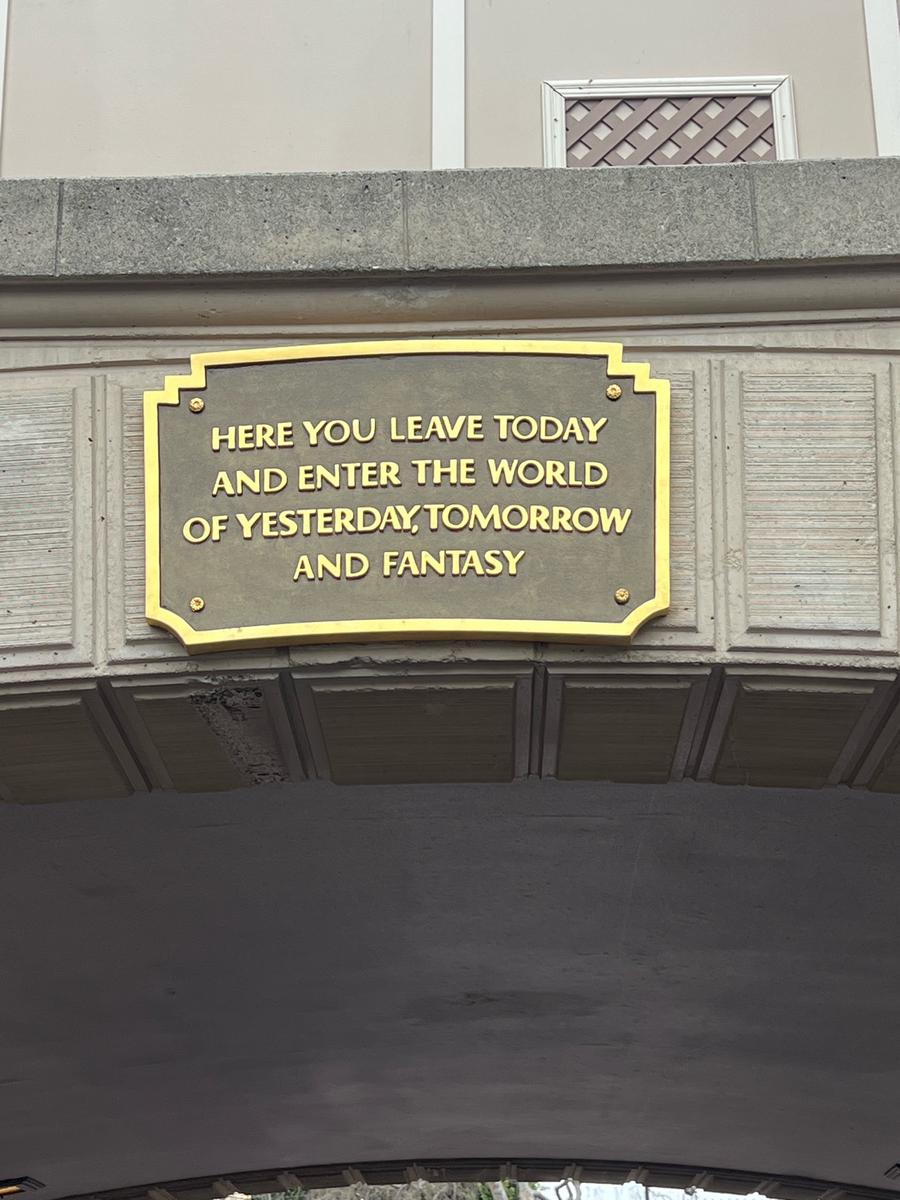 HERE YOU LEAVE TODAY
AND ENTER THE WORLD
OF YESTERDAY, TOMORROW
AND FANTASY